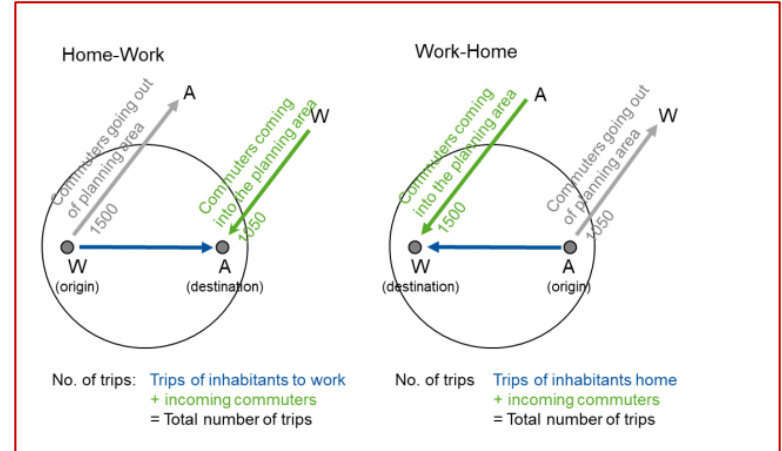 Home-Work
A
W
Commuters going out
of planning area
1500
Commuters coming
into the planning area
1050
W
(origin)
A
(destination)
No. of trips: Trips of inhabitants to work
+ incoming commuters
= Total number of trips
Work-Home
A
W
Commuters coming
into the planning area
1500
Commuters going out
of planning area
1050
W
(destination)
A
(origin)
No. of trips Trips of inhabitants home
+ incoming commuters
= Total number of trips